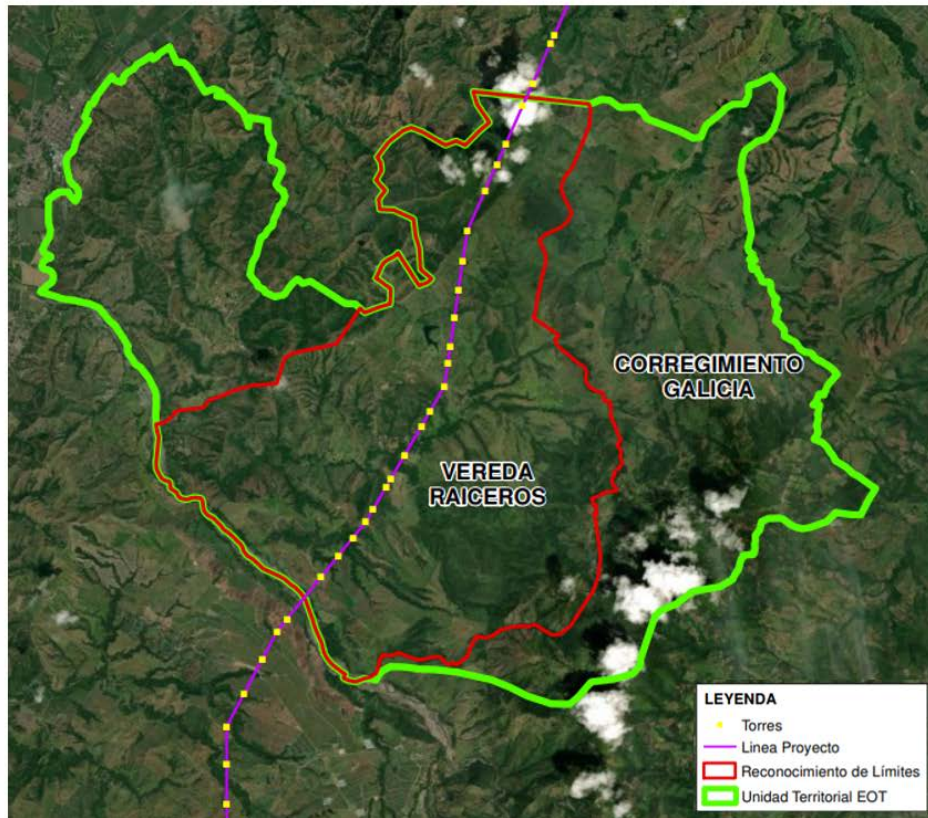 CORREGIMIENTO
GALICIA
VEREDA
RAICEROS
LEYENDA
Torres
Linea Proyecto
Reconocimiento de Límites
Unidad Territorial EOT